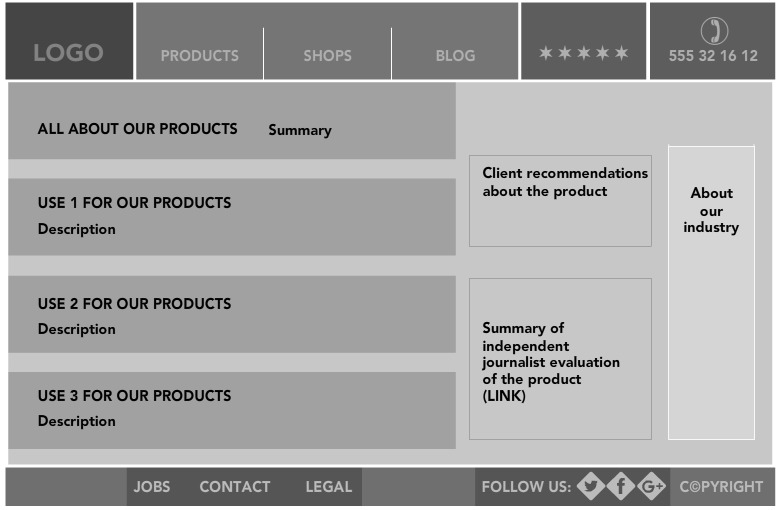 LOGO
PRODUCTS
SHOPS
BLOG
555 32 16 12
ALL ABOUT OUR PRODUCTS Summary
USE 1 FOR OUR PRODUCTS
Description
USE 2 FOR OUR PRODUCTS
Description
USE 3 FOR OUR PRODUCTS
Description
Client recommendations
about the product
Summary of
independent
journalist evaluation
of the product
(LINK)
About
our
industry
JOBS
CONTACT
LEGAL
FOLLOW US:
f
G+
C©PYRIGHT